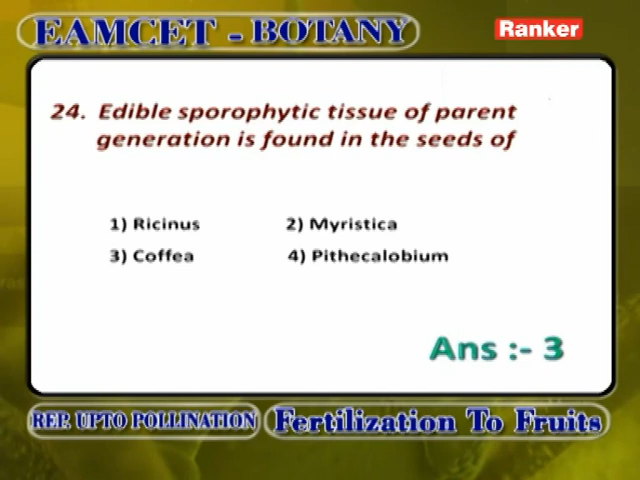 EAMCET - BOTANY
Ranker
24. Edible sporophytic tissue of parent
generation is found in the seeds of
1) Ricinus 2) Myristica
3) Coffea 4) Pithecalobium
Ans :- 3
REP. UPTO POLLINATION Fertilization To Fruits